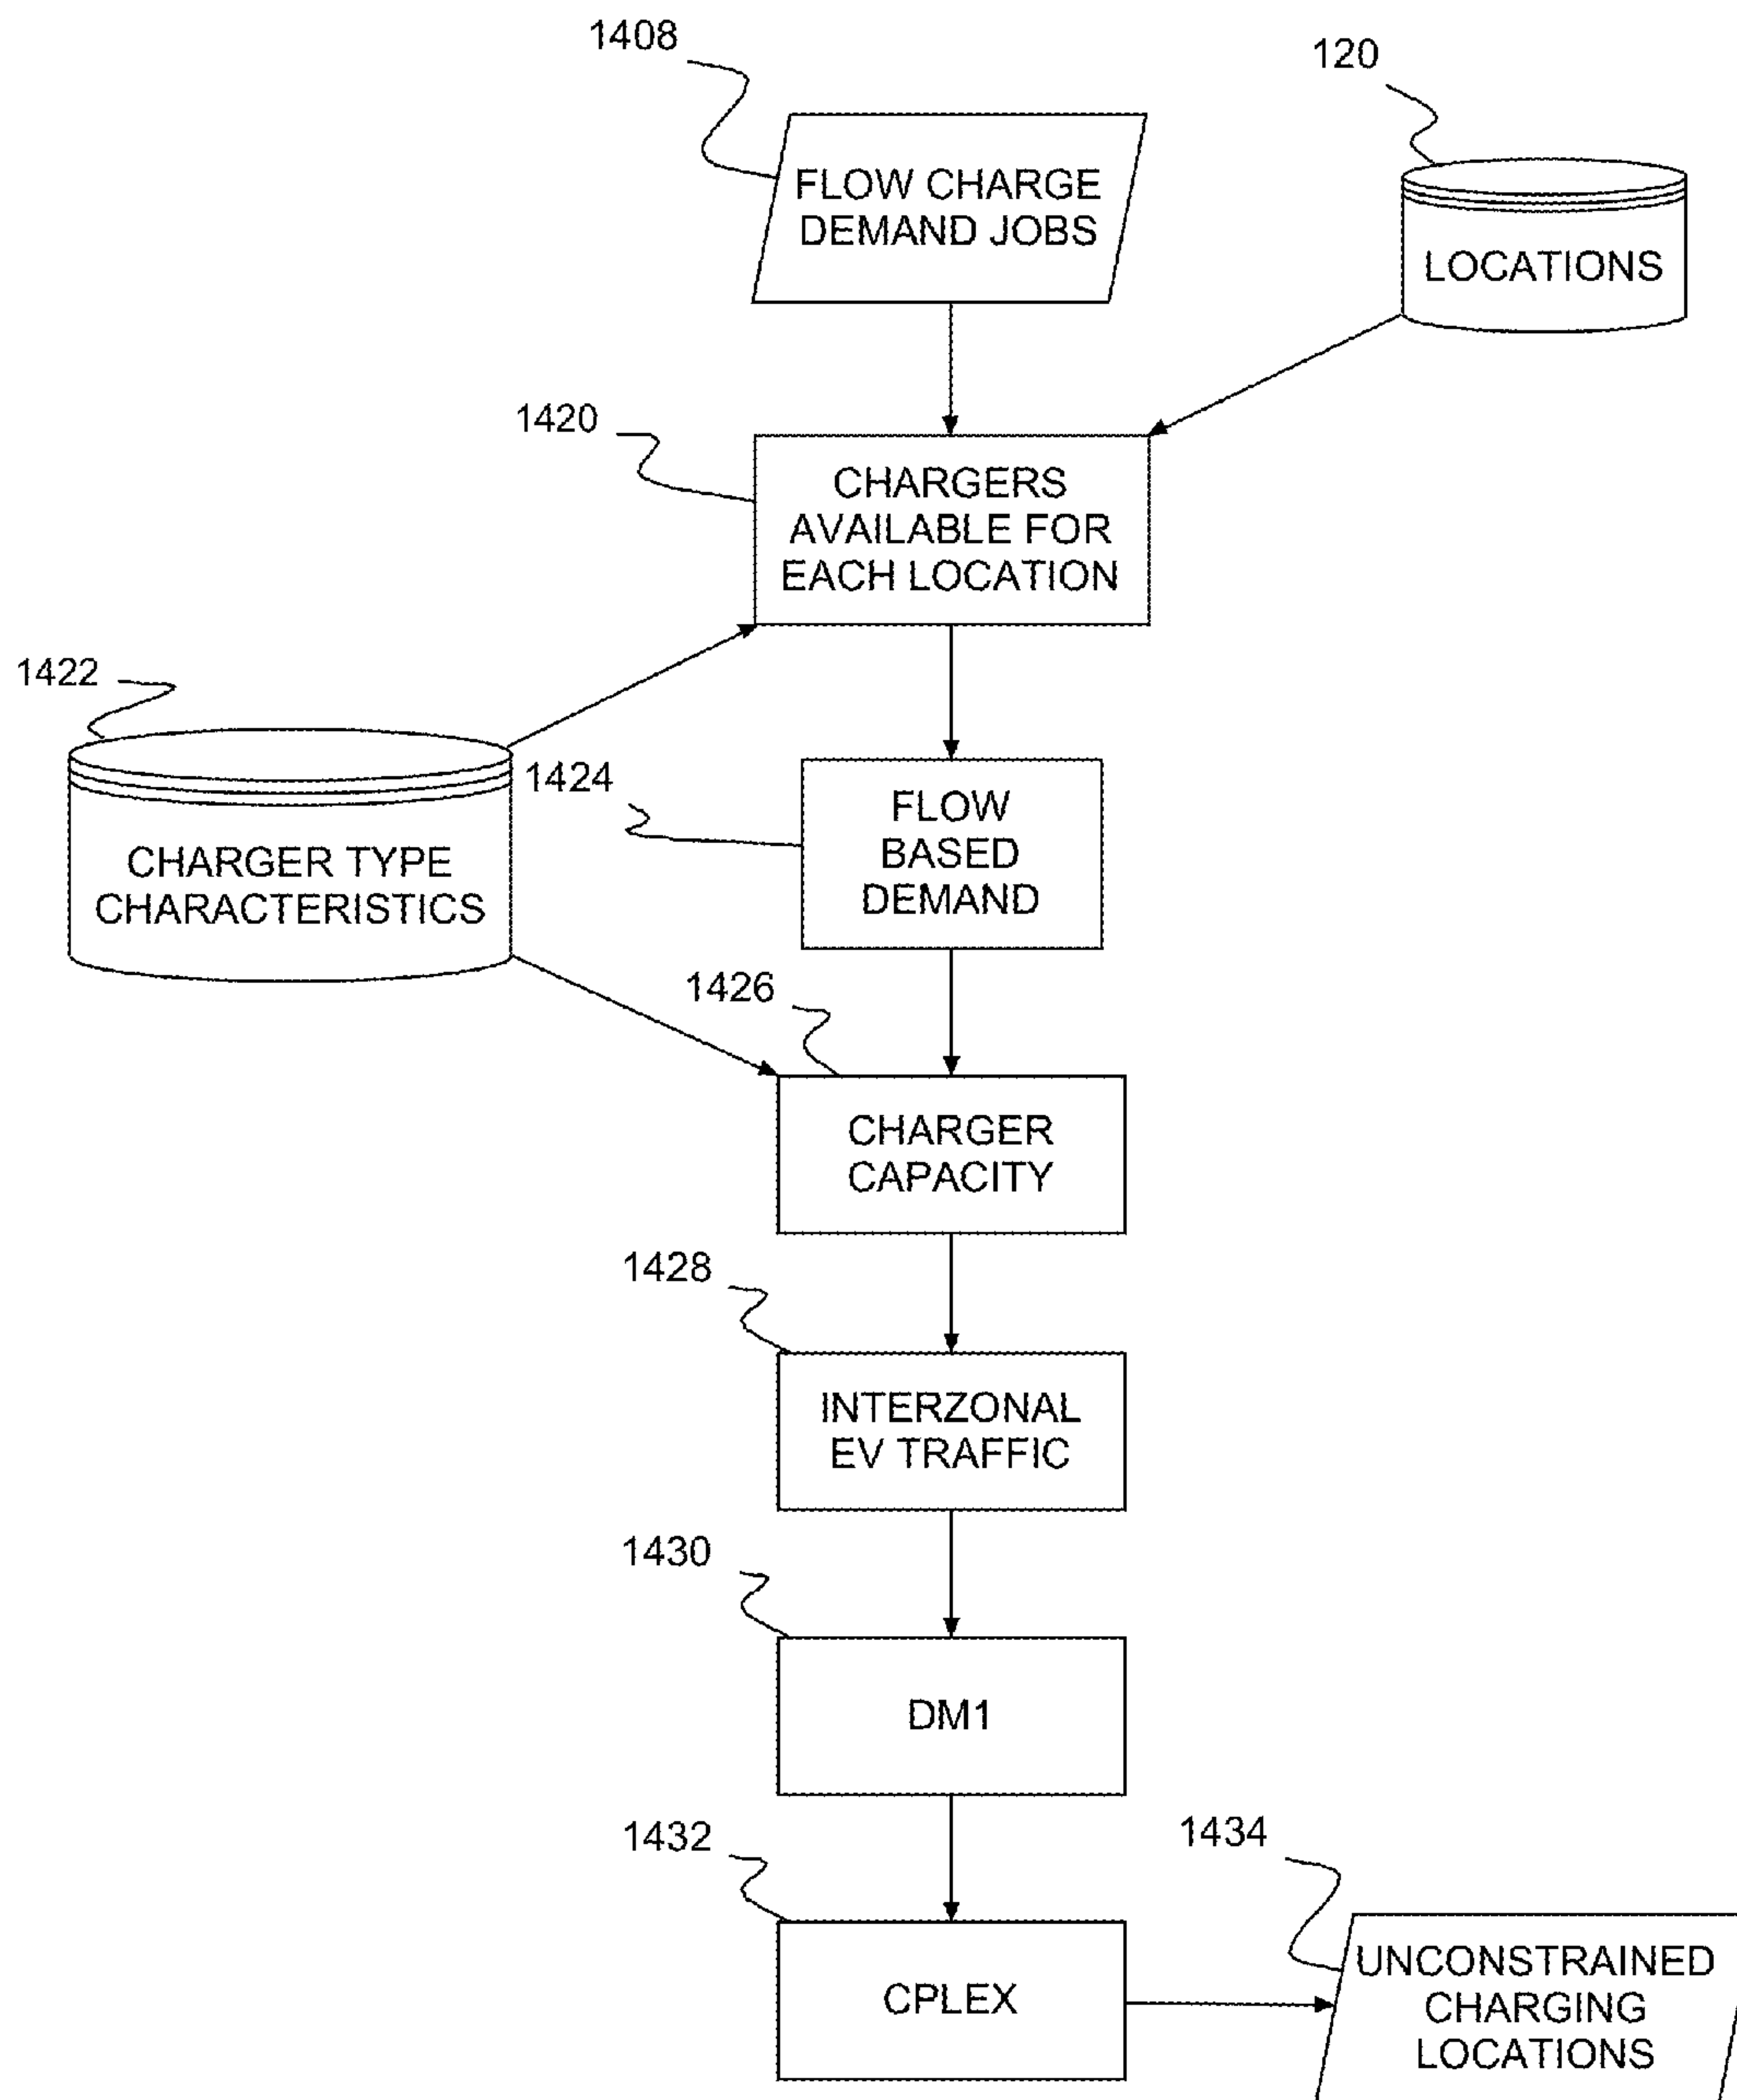 1408
120
FLOW CHARGE
DEMAND JOBS
LOCATIONS
1420
CHARGERS
AVAILABLE FOR
EACH LOCATION
1422
CHARGER TYPE
CHARACTERISTICS
1424
FLOW
BASED
DEMAND
1426
CHARGER
CAPACITY
1428
INTERZONAL
EV TRAFFIC
1430
DM1
1432
CPLEX
1434
UNCONSTRAINED
CHARGING
LOCATIONS